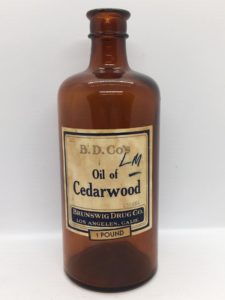 B. D. Co's
LM
Oil of
Cedarwood
BRUNSWIG DRUG CO.
LOS ANGELES, CALIF.
1 POUND